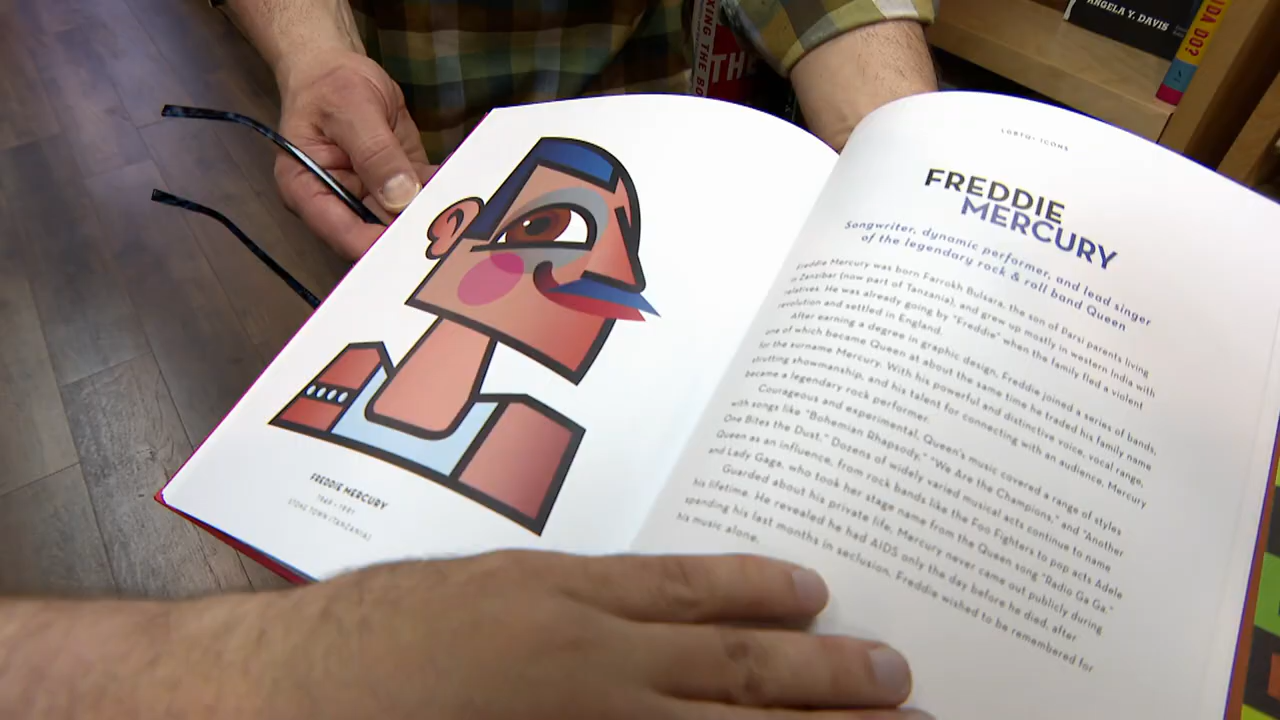 ANGELA Y. DAVIS
IDA DO?
XING THE BO
THE
LGBTQ+ ICONS
FREDDIE
MERCURY
Songwriter, dynamic performer, and lead singer
of the legendary rock & roll band Queen
Freddie Mercury was born Farrokh Bulsara, the son of Parsi parents living
in Zanzibar (now part of Tanzania), and grew up mostly in western India with
relatives. He was already going by "Freddie" when the family fled a violent
revolution and settled in England.
After earning a degree in graphic design, Freddie joined a series of bands,
one of which became Queen at about the same time he traded his family name
for the surname Mercury. With his powerful and distinctive voice, vocal range,
strutting showmanship, and his talent for connecting with an audience, Mercury
became a legendary rock performer.
Courageous and experimental, Queen's music covered a range of styles
with songs like "Bohemian Rhapsody," "We Are the Champions," and "Another
One Bites the Dust." Dozens of widely varied musical acts continue to name
Queen as an influence, from rock bands like the Foo Fighters to pop acts Adele
and Lady Gaga, who took her stage name from the Queen song "Radio Ga Ga."
Guarded about his private life, Mercury never came out publicly during
his lifetime. He revealed he had AIDS only the day before he died, after
spending his last months in seclusion. Freddie wished to be remembered for
his music alone.
FREDDIE MERCURY
STONE TOWN (TANZANIA)